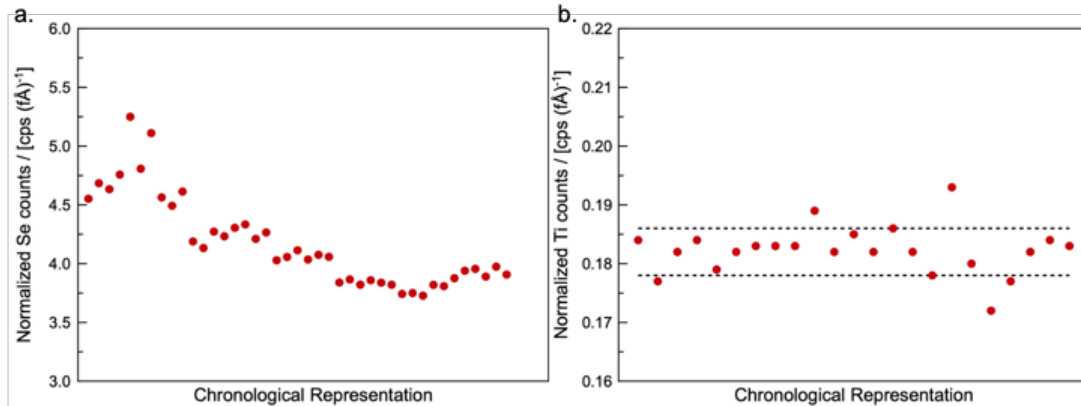 a.
Normalized Se counts / [cps (fÅ)⁻¹]
6.0
5.5
5.0
4.5
4.0
3.5
3.0
Chronological Representation
b.
Normalized Ti counts / [cps (fÅ)⁻¹]
0.22
0.21
0.20
0.19
0.18
0.17
0.16
Chronological Representation